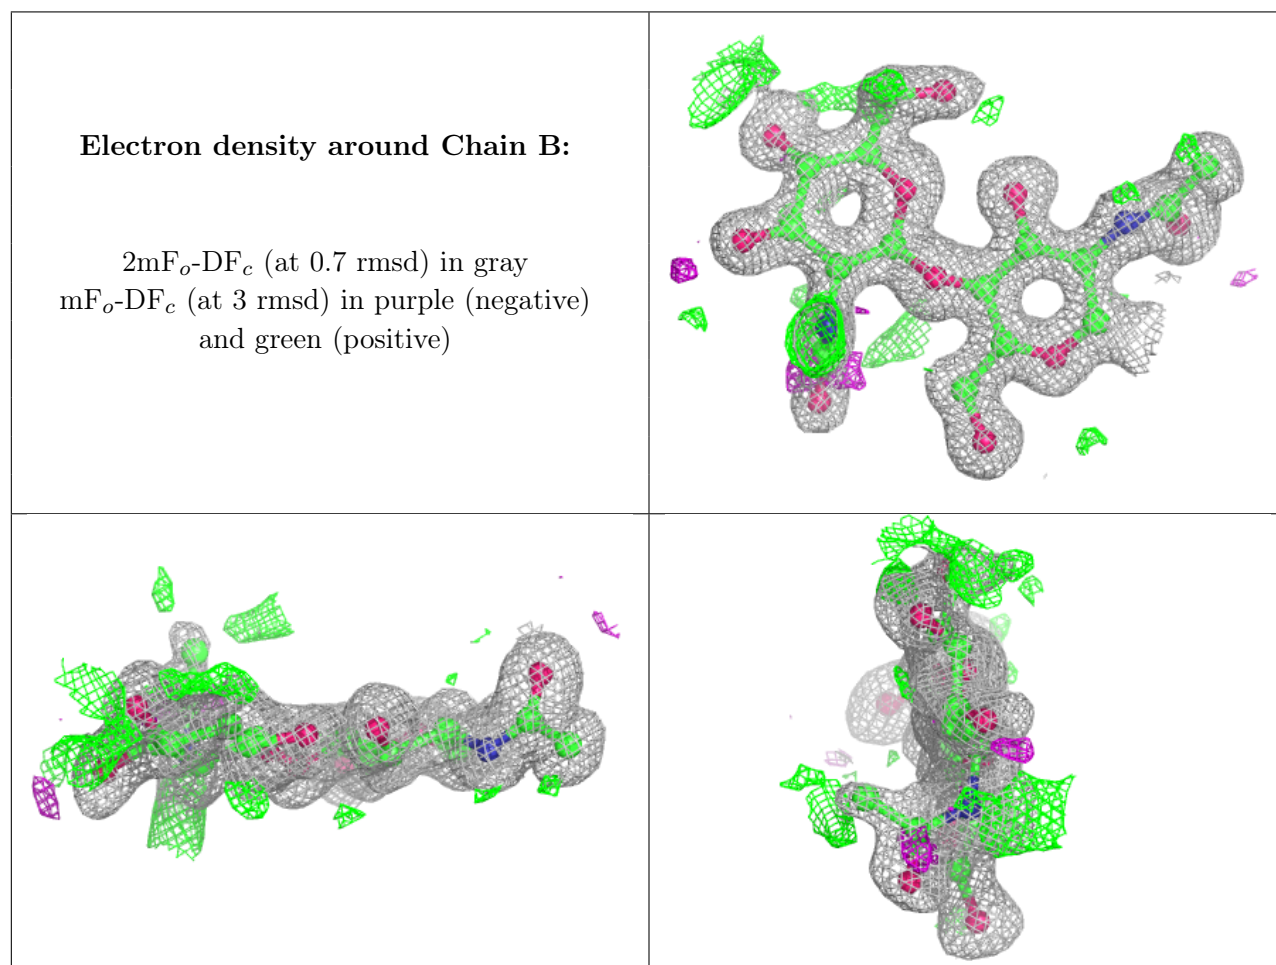 Electron density around Chain B:
2mFₒ-DF𝒸 (at 0.7 rmsd) in gray
mFₒ-DF𝒸 (at 3 rmsd) in purple (negative)
and green (positive)